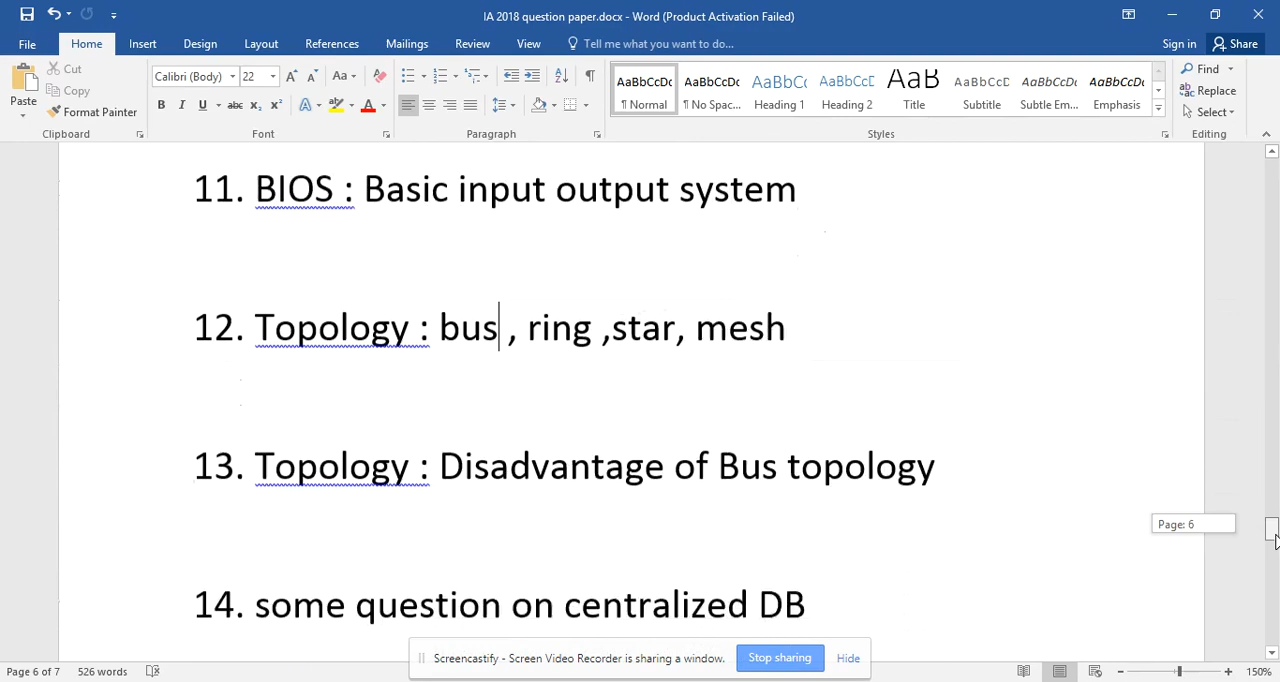 IA 2018 question paper.docx - Word (Product Activation Failed)
File Home Insert Design Layout References Mailings Review View Tell me what you want to do... Sign in Share
Paste Cut Copy Format Painter
Calibri (Body) 22
Aa
B I U abc X₂ X²
A
AaBbCcDc AaBbCcDc AaBbCc AaBbCcD AaB AaBbCcD AaBbCcDc AaBbCcDc
¶ Normal ¶ No Spac... Heading 1 Heading 2 Title Subtitle Subtle Em... Emphasis
Find
Replace
Select
Clipboard Font Paragraph Styles Editing
11. BIOS : Basic input output system
12. Topology : bus , ring ,star, mesh
13. Topology : Disadvantage of Bus topology
Page: 6
14. some question on centralized DB
Screencastify - Screen Video Recorder is sharing a window. Stop sharing Hide
Page 6 of 7 526 words 150%